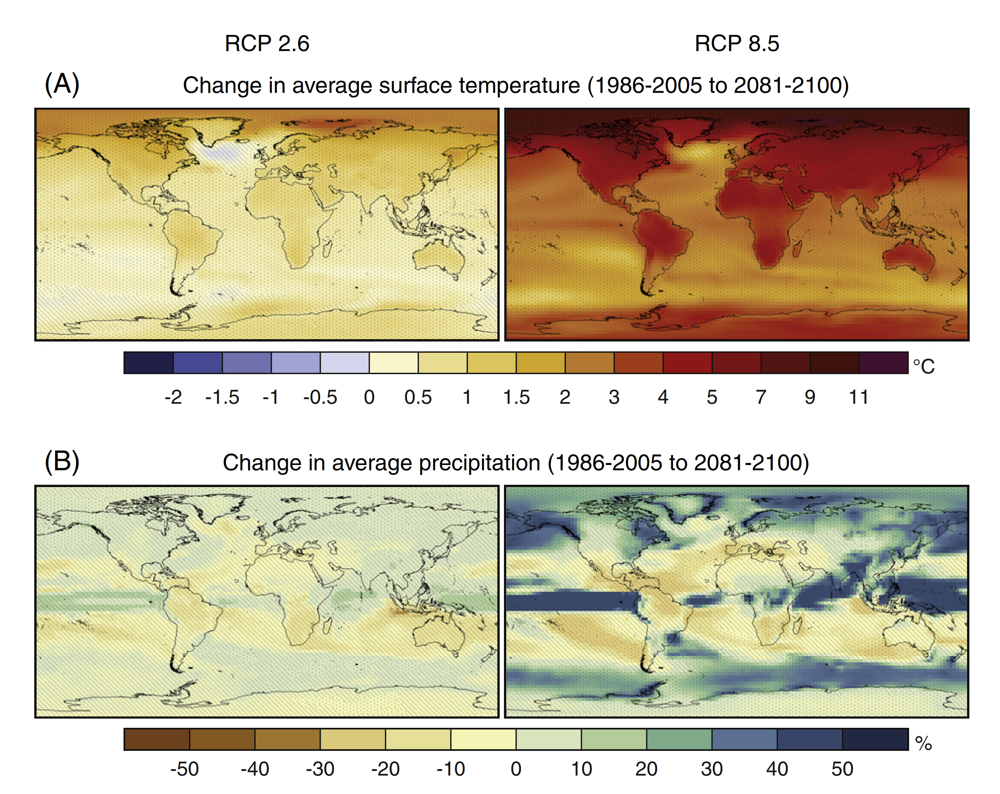 RCP 2.6 RCP 8.5
(A) Change in average surface temperature (1986-2005 to 2081-2100)
°C
-2 -1.5 -1 -0.5 0 0.5 1 1.5 2 3 4 5 7 9 11
(B) Change in average precipitation (1986-2005 to 2081-2100)
%
-50 -40 -30 -20 -10 0 10 20 30 40 50